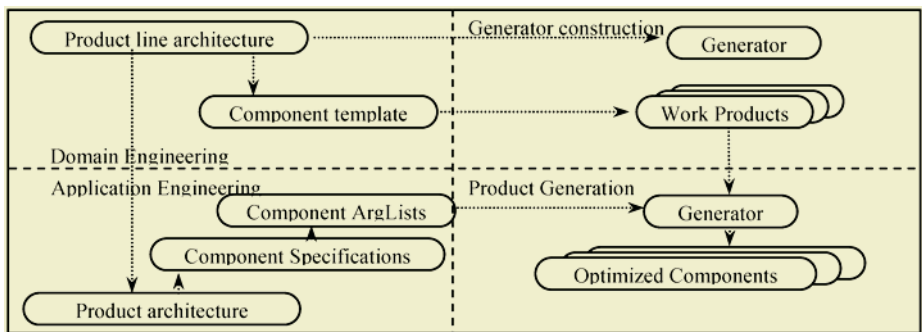 Product line architecture
Generator construction
Generator
Component template
Work Products
Domain Engineering
Application Engineering
Product Generation
Component ArgLists
Generator
Component Specifications
Optimized Components
Product architecture